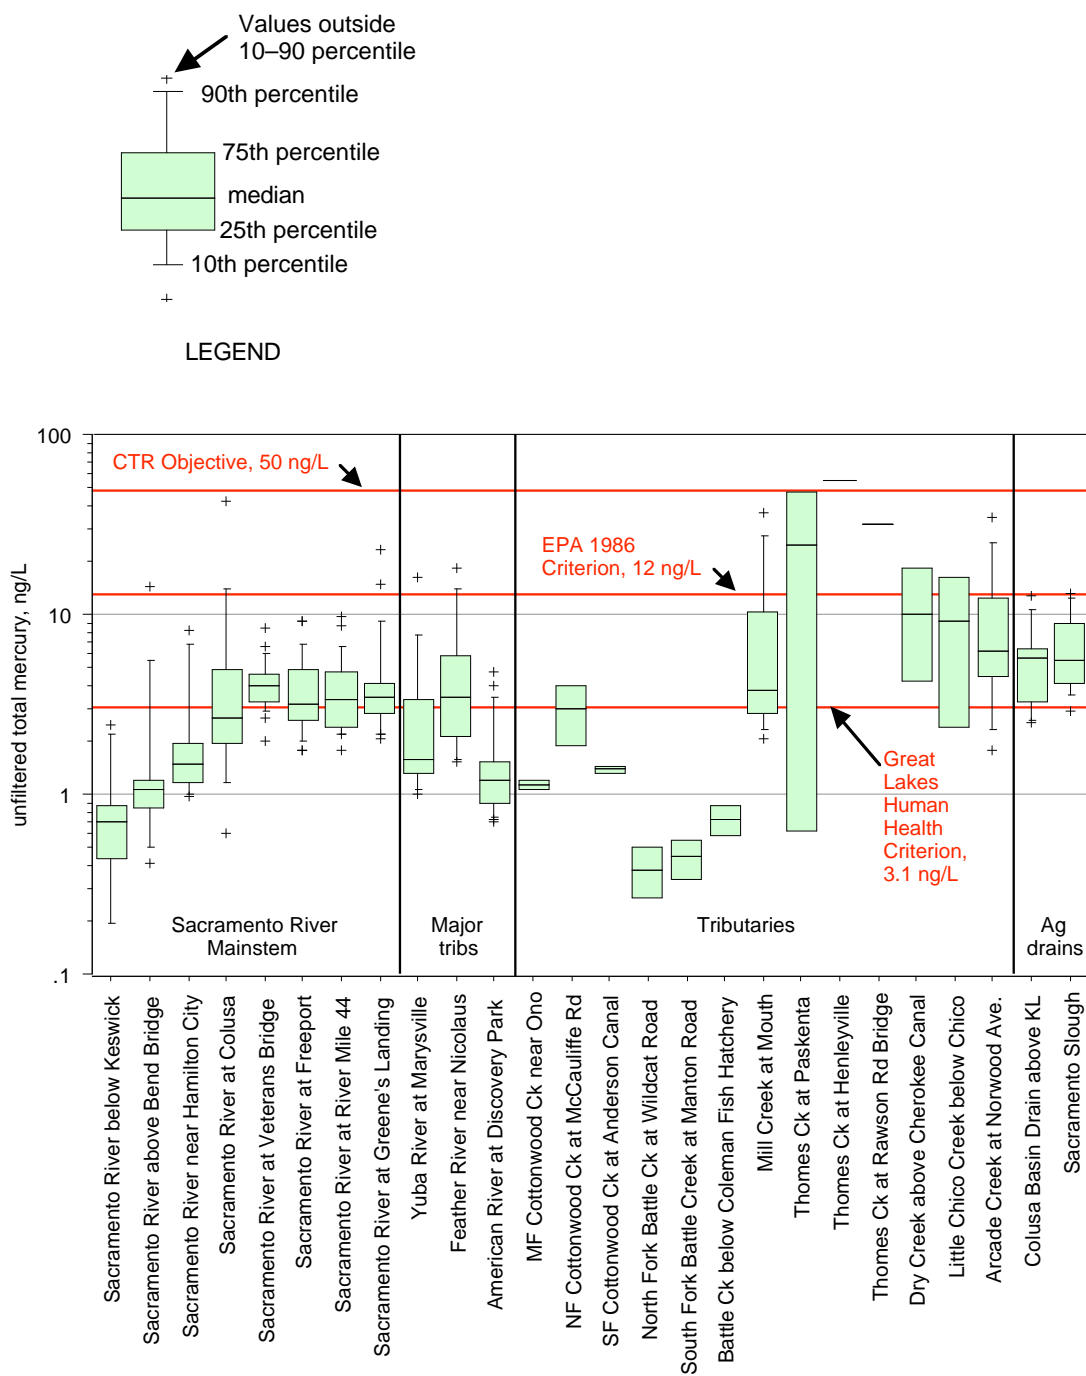 Values outside
10–90 percentile
90th percentile
75th percentile
median
25th percentile
10th percentile
LEGEND
unfiltered total mercury, ng/L
100
10
1
.1
CTR Objective, 50 ng/L
EPA 1986
Criterion, 12 ng/L
Great
Lakes
Human
Health
Criterion,
3.1 ng/L
Sacramento River
Mainstem
Major
tribs
Tributaries
Ag
drains
Sacramento River below Keswick
Sacramento River above Bend Bridge
Sacramento River near Hamilton City
Sacramento River at Colusa
Sacramento River at Veterans Bridge
Sacramento River at Freeport
Sacramento River at River Mile 44
Sacramento River at Greene's Landing
Yuba River at Marysville
Feather River near Nicolaus
American River at Discovery Park
MF Cottonwood Ck near Ono
NF Cottonwood Ck at McCauliffe Rd
SF Cottonwood Ck at Anderson Canal
North Fork Battle Ck at Wildcat Road
South Fork Battle Creek at Manton Road
Battle Ck below Coleman Fish Hatchery
Mill Creek at Mouth
Thomes Ck at Paskenta
Thomes Ck at Henleyville
Thomes Ck at Rawson Rd Bridge
Dry Creek above Cherokee Canal
Little Chico Creek below Chico
Arcade Creek at Norwood Ave.
Colusa Basin Drain above KL
Sacramento Slough